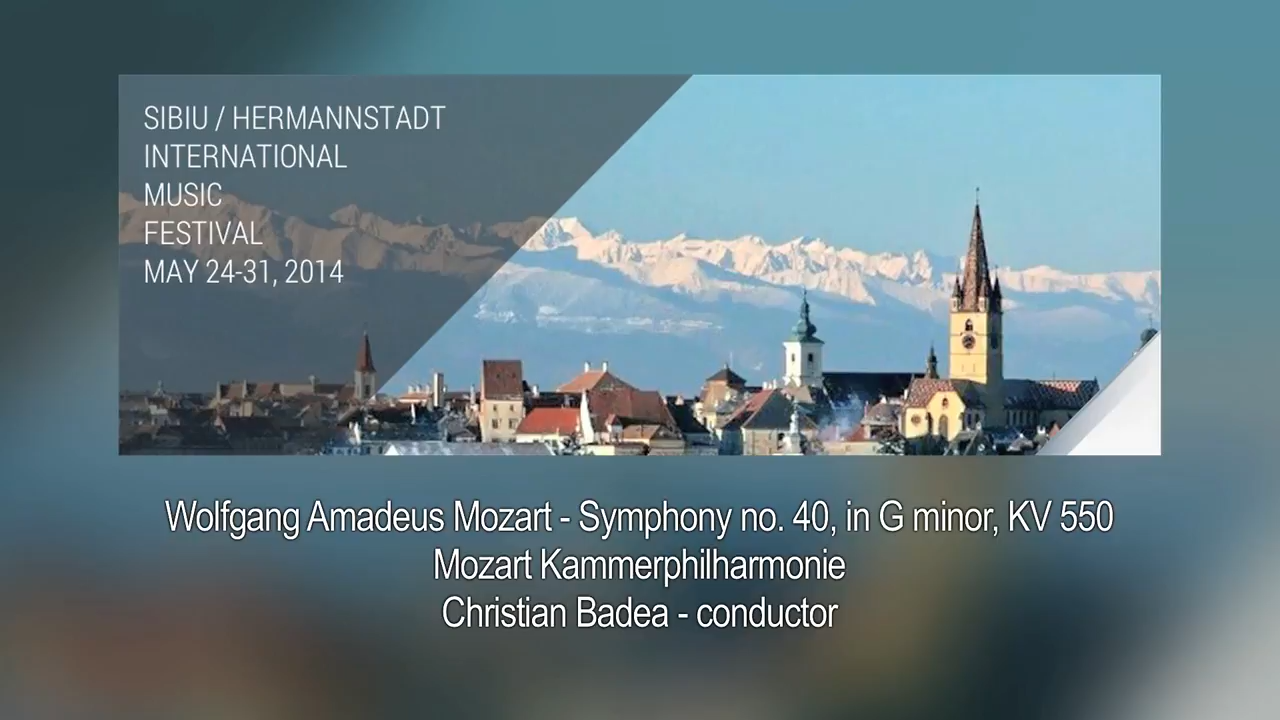 SIBIU / HERMANNSTADT
INTERNATIONAL
MUSIC
FESTIVAL
MAY 24-31, 2014
Wolfgang Amadeus Mozart - Symphony no. 40, in G minor, KV 550
Mozart Kammerphilharmonie
Christian Badea - conductor